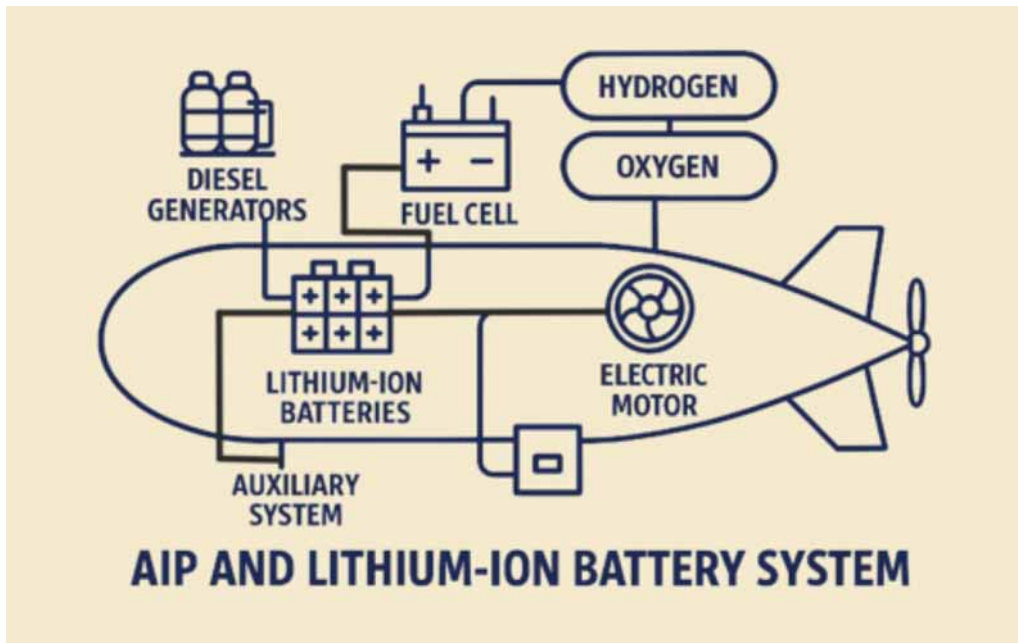 HYDROGEN
OXYGEN
DIESEL
GENERATORS
FUEL CELL
+ −
+ + +
+ + +
LITHIUM-ION
BATTERIES
ELECTRIC
MOTOR
AUXILIARY
SYSTEM
AIP AND LITHIUM-ION BATTERY SYSTEM